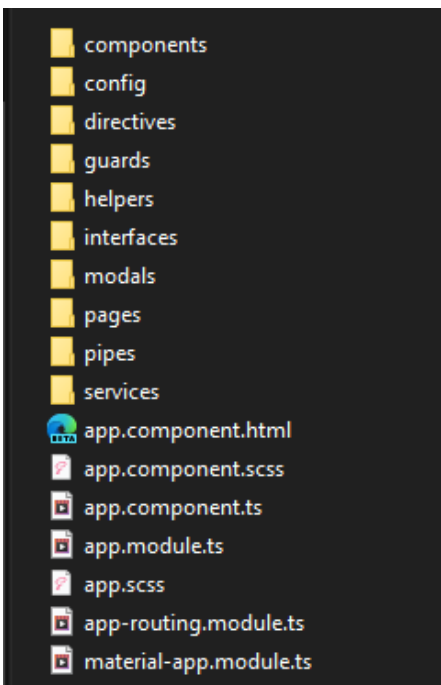 components
config
directives
guards
helpers
interfaces
modals
pages
pipes
services
app.component.html
app.component.scss
app.component.ts
app.module.ts
app.scss
app-routing.module.ts
material-app.module.ts